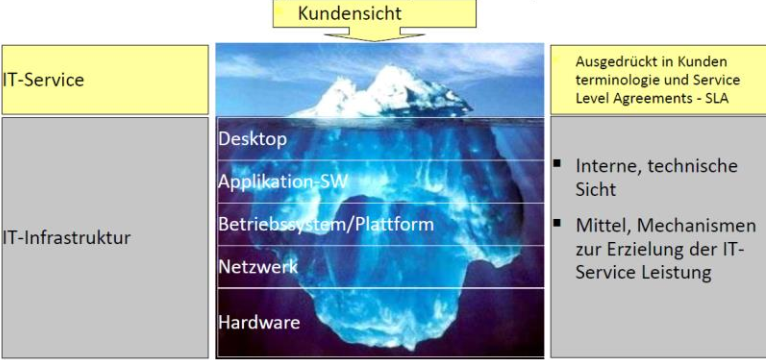 Kundensicht
IT-Service
Ausgedrückt in Kunden
terminologie und Service
Level Agreements - SLA
Desktop
Applikation-SW
Betriebssystem/Plattform
Netzwerk
Hardware
IT-Infrastruktur
▪ Interne, technische
Sicht
▪ Mittel, Mechanismen
zur Erzielung der IT-
Service Leistung